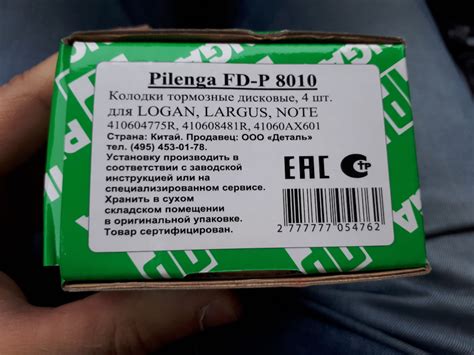 Pilenga FD-P 8010
Колодки тормозные дисковые, 4 шт.
для LOGAN, LARGUS, NOTE
410604775R, 410608481R, 41060AX601
Страна: Китай. Продавец: ООО «Деталь»
тел. (495) 453-01-78.
Установку производить в
соответствии с заводской
инструкцией или на
специализированном сервисе.
Хранить в сухом
складском помещении
в оригинальной упаковке.
Товар сертифицирован.
EAC
2 777777 054762